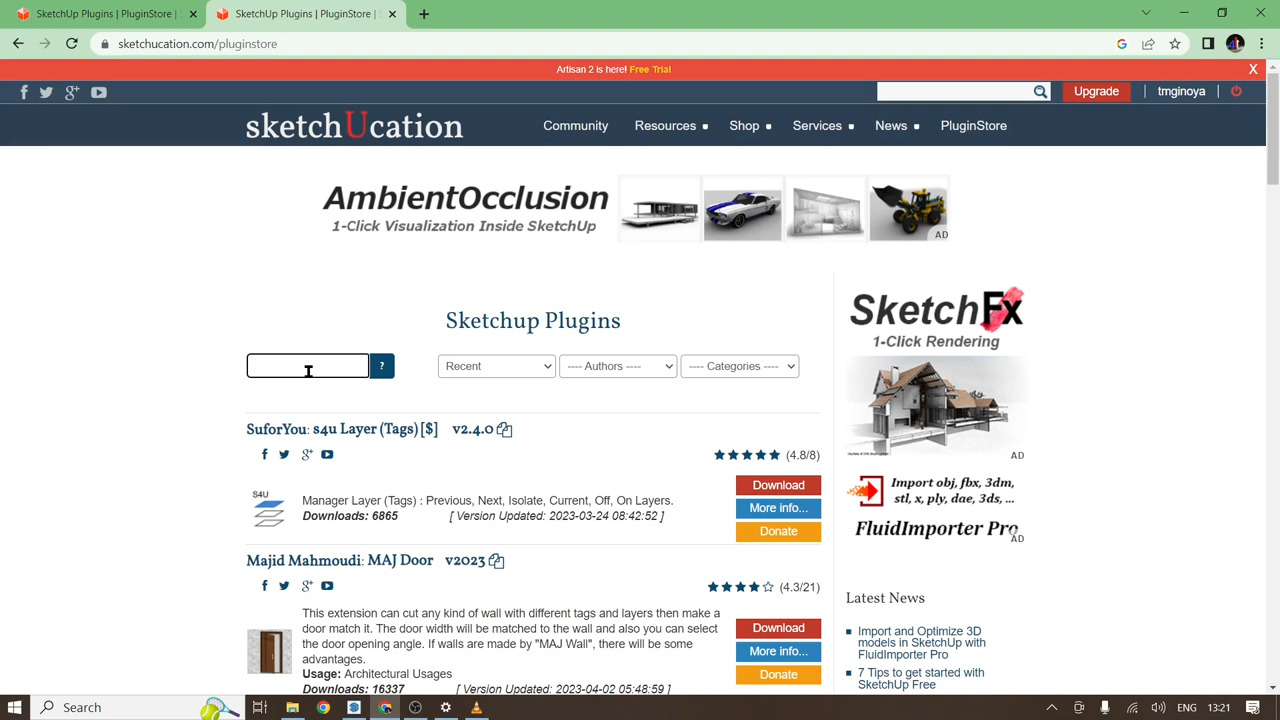 SketchUp Plugins | PluginStore | S
SketchUp Plugins | PluginStore | S
sketchucation.com/pluginstore
Artisan 2 is here! Free Trial
X
Upgrade
tmginoya
sketchUcation
Community
Resources
Shop
Services
News
PluginStore
AmbientOcclusion
1-Click Visualization Inside SketchUp
AD
Sketchup Plugins
?
Recent
---- Authors ----
---- Categories ----
SuforYou: s4u Layer (Tags) [$] v2.4.0
(4.8/8)
S4U
Manager Layer (Tags) : Previous, Next, Isolate, Current, Off, On Layers.
Downloads: 6865 [ Version Updated: 2023-03-24 08:42:52 ]
Download
More info...
Donate
Majid Mahmoudi: MAJ Door v2023
(4.3/21)
This extension can cut any kind of wall with different tags and layers then make a
door match it. The door width will be matched to the wall and also you can select
the door opening angle. If walls are made by "MAJ Wall", there will be some
advantages.
Usage: Architectural Usages
Downloads: 16337 [ Version Updated: 2023-04-02 05:48:59 ]
Download
More info...
Donate
SketchFx
1-Click Rendering
AD
Import obj, fbx, 3dm,
stl, x, ply, dae, 3ds, ...
FluidImporter Pro
AD
Latest News
Import and Optimize 3D
models in SketchUp with
FluidImporter Pro
7 Tips to get started with
SketchUp Free
Search
ENG
13:21